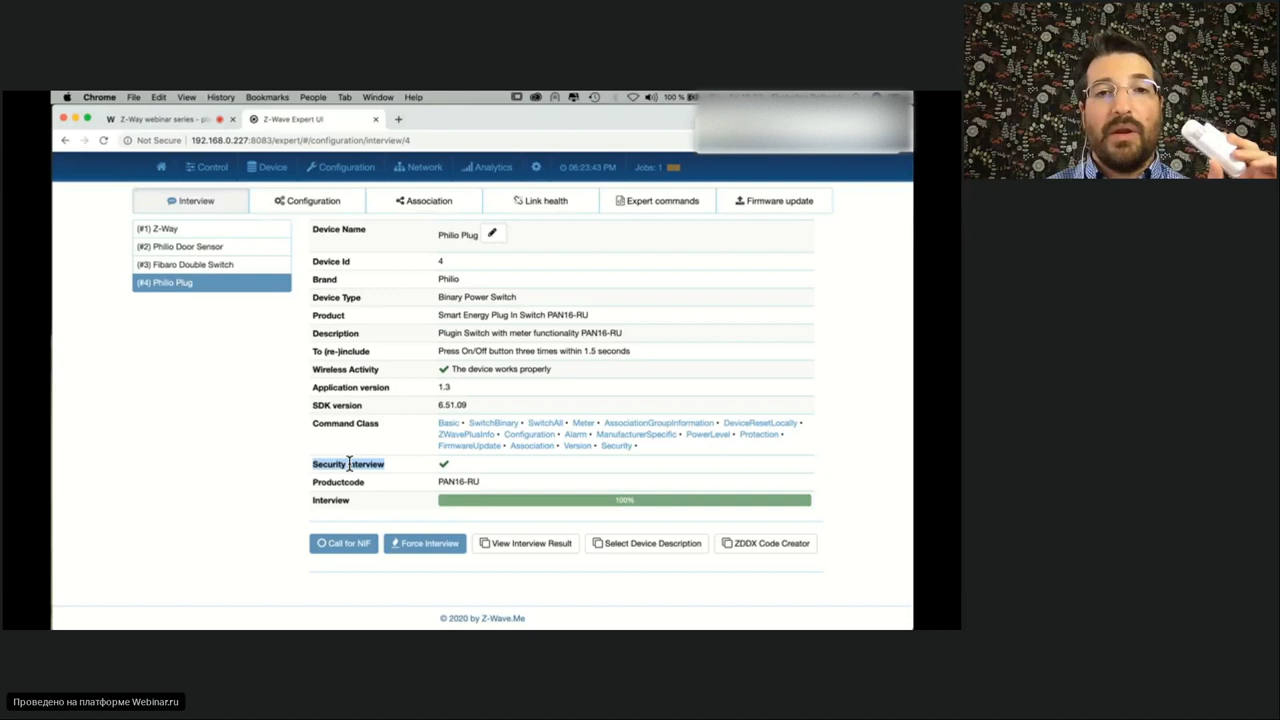 Chrome File Edit View History Bookmarks People Tab Window Help 100 %
Z-Way webinar series - pl
Z-Wave Expert UI
Not Secure 192.168.0.227:8083/expert/#/configuration/interview/4
Control Device Configuration Network Analytics 06:23:43 PM Jobs: 1
Interview Configuration Association Link health Expert commands Firmware update
(#1) Z-Way
(#2) Philio Door Sensor
(#3) Fibaro Double Switch
(#4) Philio Plug
Device Name Philio Plug
Device Id 4
Brand Philio
Device Type Binary Power Switch
Product Smart Energy Plug In Switch PAN16-RU
Description Plugin Switch with meter functionality PAN16-RU
To (re-)include Press On/Off button three times within 1.5 seconds
Wireless Activity The device works properly
Application version 1.3
SDK version 6.51.09
Command Class Basic • SwitchBinary • SwitchAll • Meter • AssociationGroupInformation • DeviceResetLocally •
ZWavePlusInfo • Configuration • Alarm • ManufacturerSpecific • PowerLevel • Protection •
FirmwareUpdate • Association • Version • Security •
Security Interview
Productcode PAN16-RU
Interview 100%
Call for NIF Force Interview View Interview Result Select Device Description ZDDX Code Creator
© 2020 by Z-Wave.Me
Проведено на платформе Webinar.ru